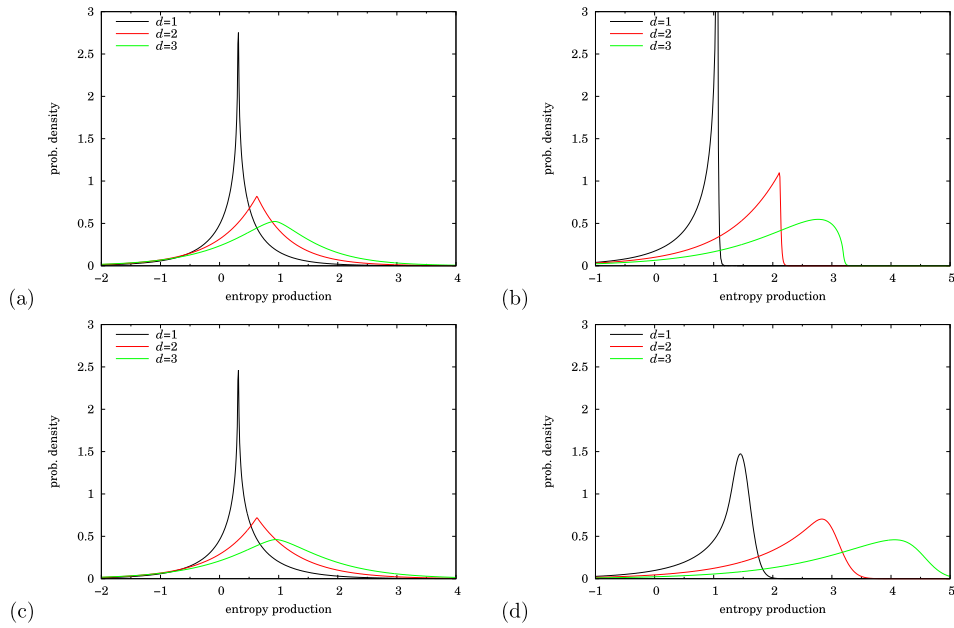 3
2.5
2
1.5
1
0.5
0
prob. density
d=1
d=2
d=3
-2 -1 0 1 2 3 4
entropy production
(a)
3
2.5
2
1.5
1
0.5
0
prob. density
d=1
d=2
d=3
-1 0 1 2 3 4 5
entropy production
(b)
3
2.5
2
1.5
1
0.5
0
prob. density
d=1
d=2
d=3
-2 -1 0 1 2 3 4
entropy production
(c)
3
2.5
2
1.5
1
0.5
0
prob. density
d=1
d=2
d=3
-1 0 1 2 3 4 5
entropy production
(d)